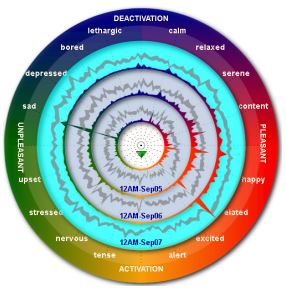 DEACTIVATION
lethargic
calm
bored
relaxed
depressed
serene
sad
content
UNPLEASANT
PLEASANT
upset
happy
12AM-Sep05
stressed
elated
12AM-Sep06
nervous
excited
12AM-Sep07
tense
alert
ACTIVATION